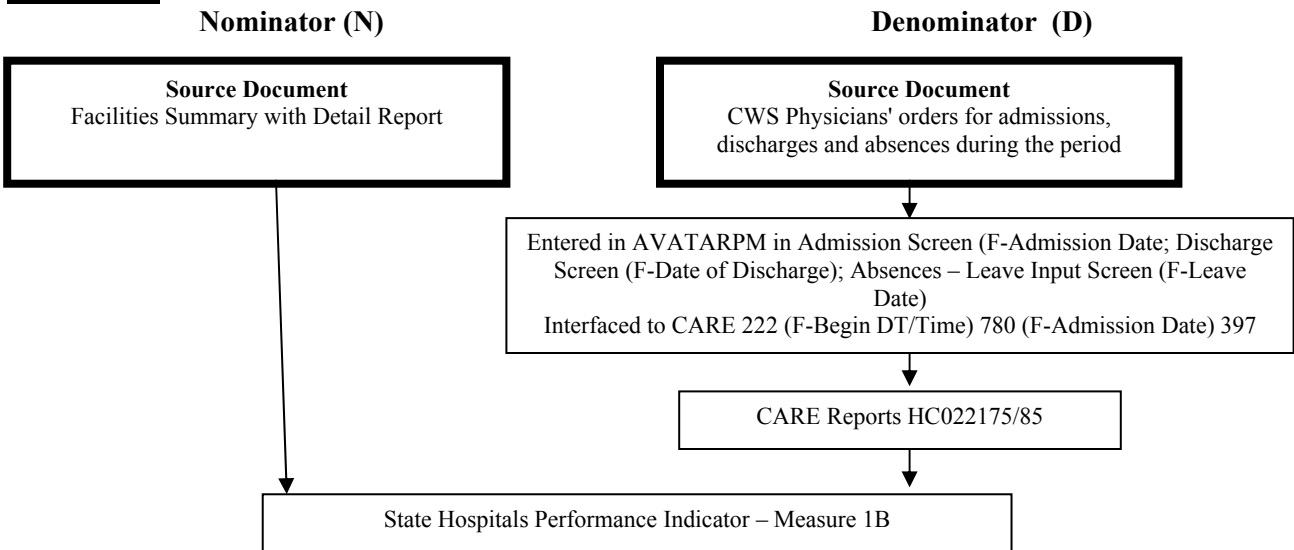 Nominator (N)
Denominator (D)
Source Document
Facilities Summary with Detail Report
Source Document
CWS Physicians' orders for admissions,
discharges and absences during the period
Entered in AVATARPM in Admission Screen (F-Admission Date; Discharge
Screen (F-Date of Discharge); Absences – Leave Input Screen (F-Leave
Date)
Interfaced to CARE 222 (F-Begin DT/Time) 780 (F-Admission Date) 397
CARE Reports HC022175/85
State Hospitals Performance Indicator – Measure 1B